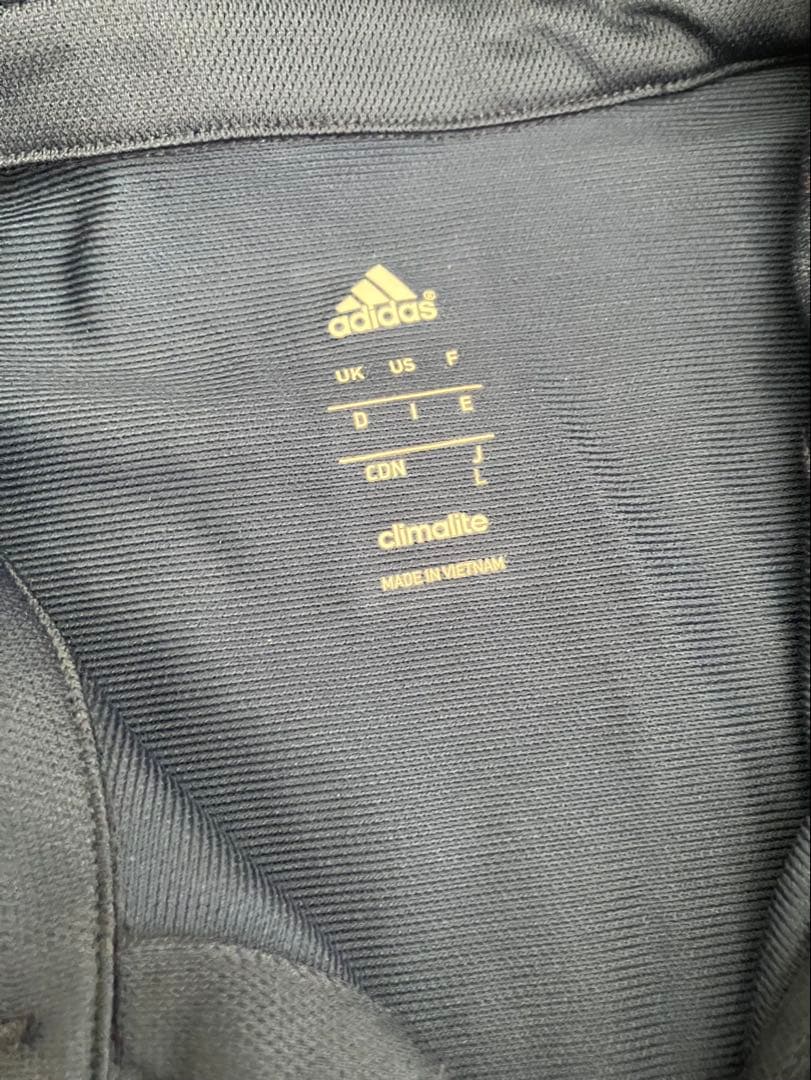 adidas®
UK US F
D I E
CDN J
L
climalite
MADE IN VIETNAM